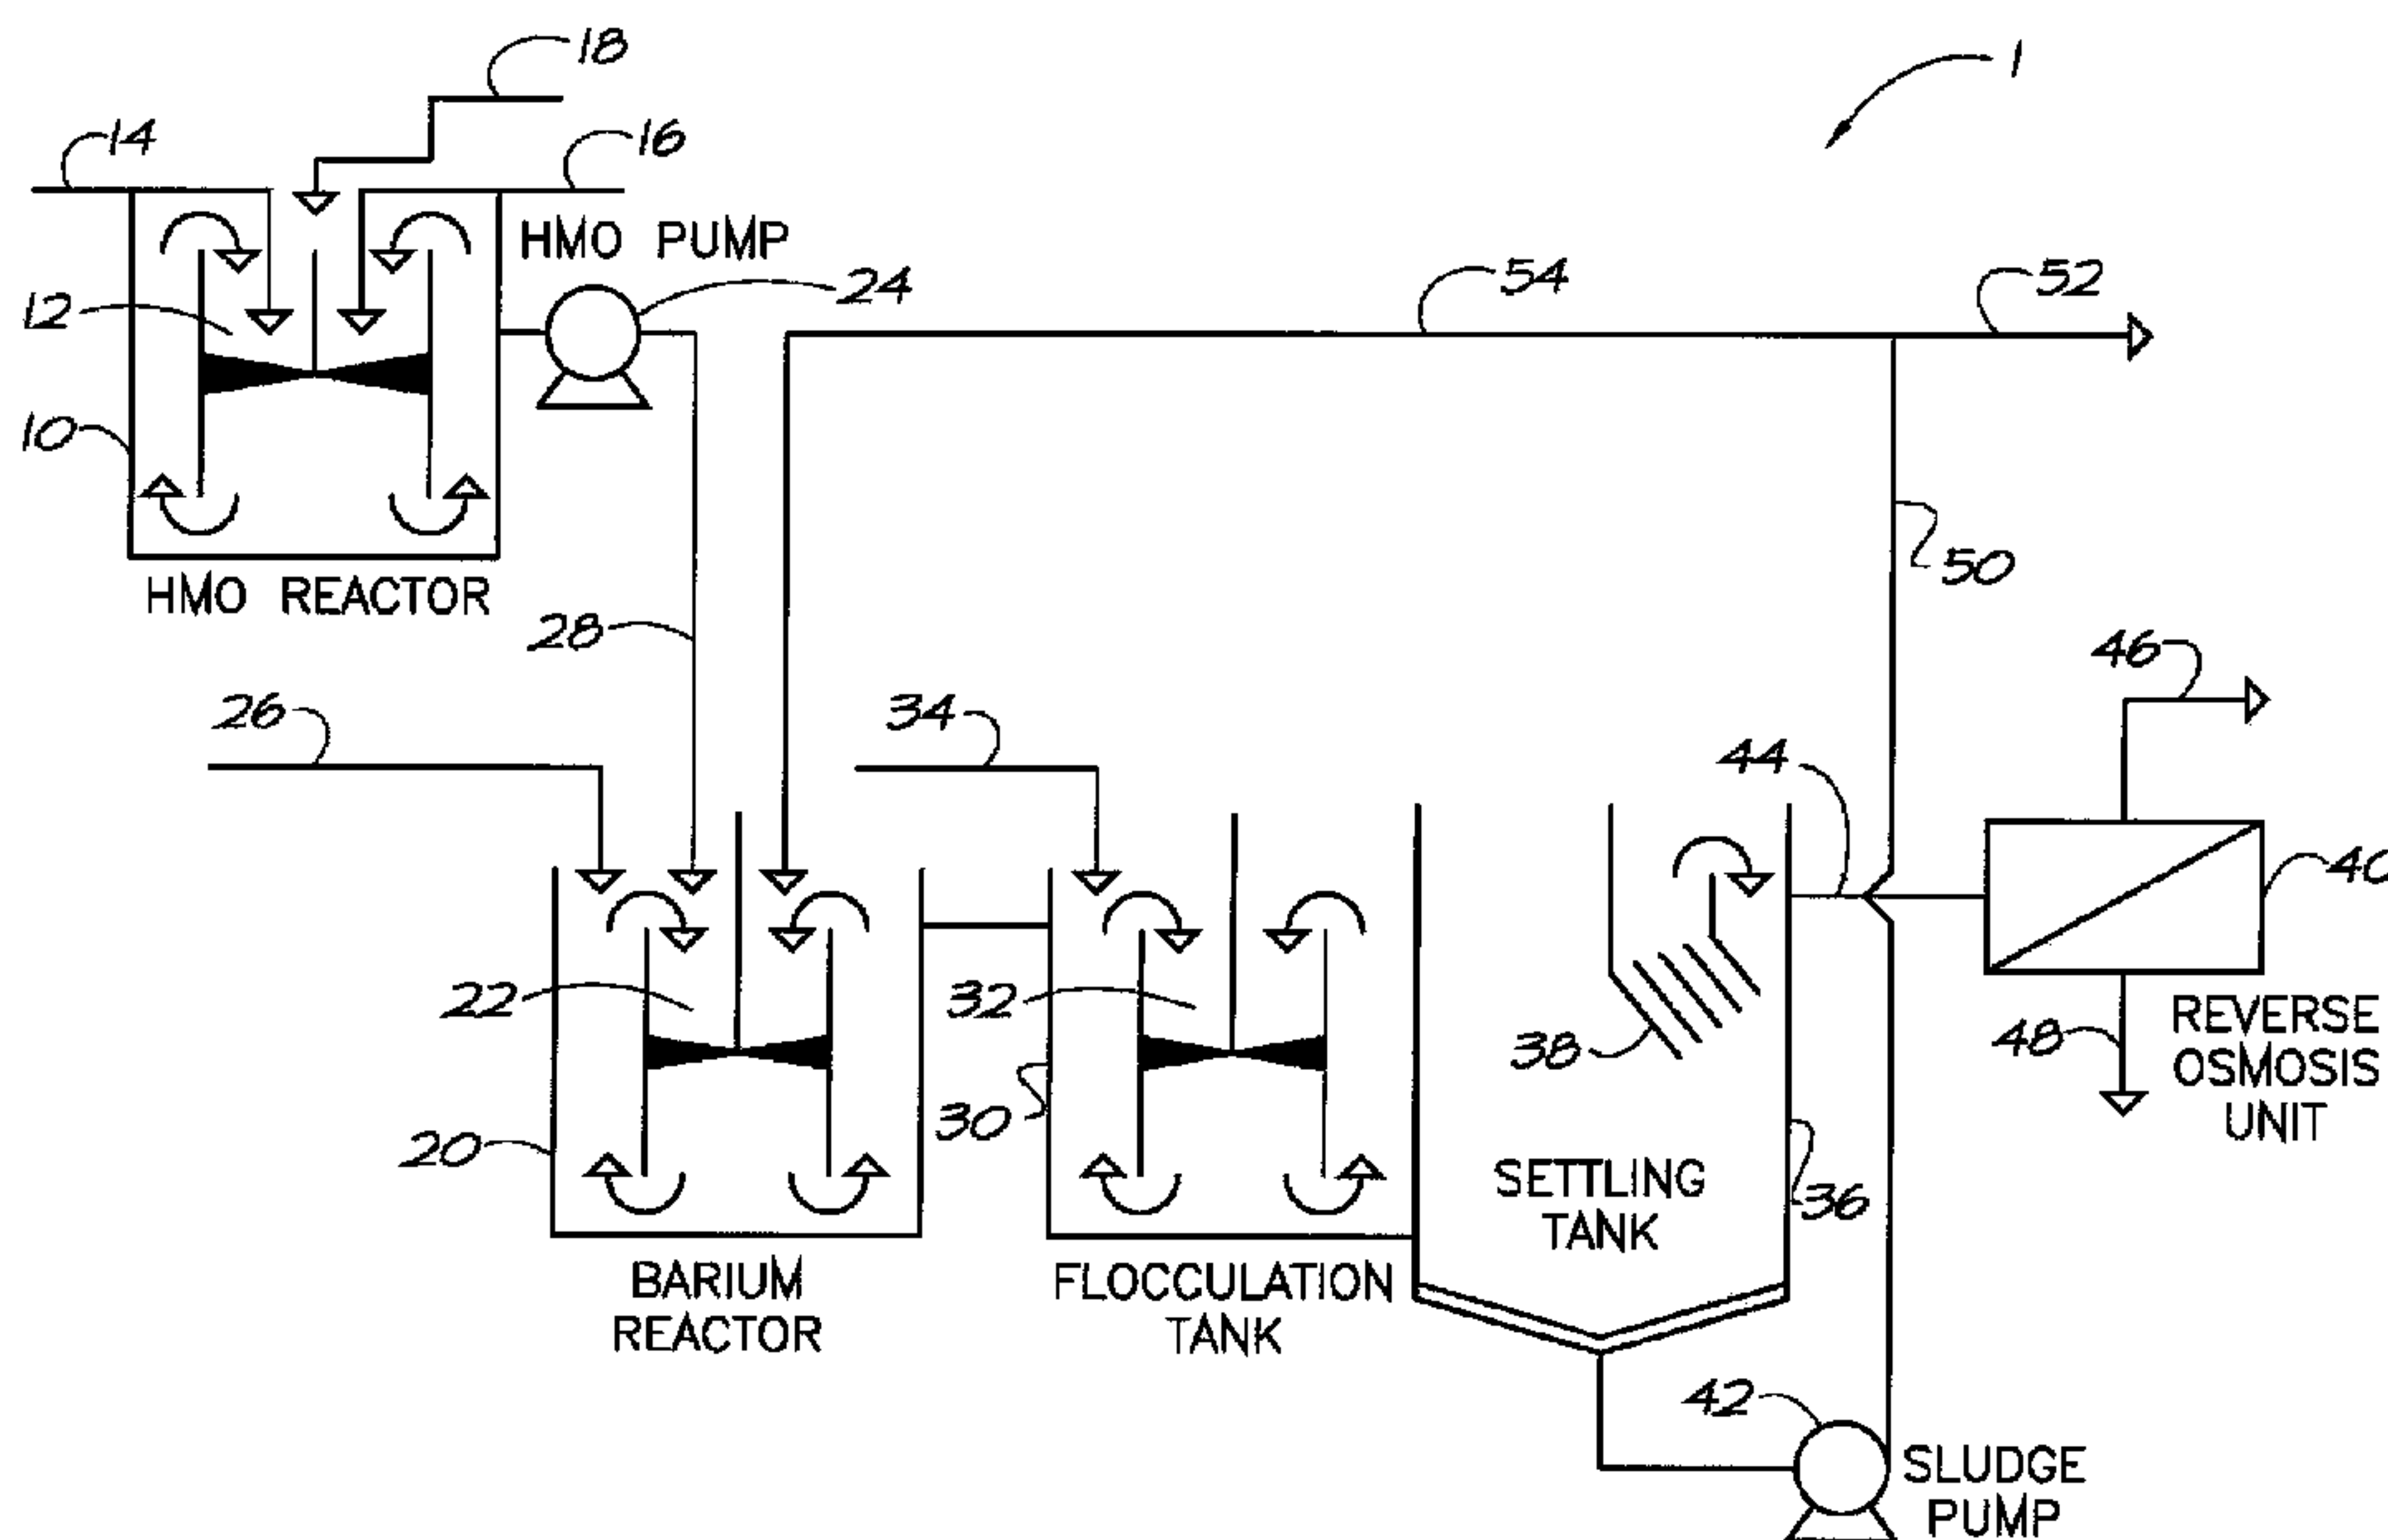 18
1
14
16
HMO PUMP
24
54
52
12
10
50
HMO REACTOR
28
46
26
34
44
40
22
32
38
48
REVERSE
OSMOSIS
UNIT
30
20
SETTLING
TANK
36
BARIUM
REACTOR
FLOCCULATION
TANK
42
SLUDGE
PUMP